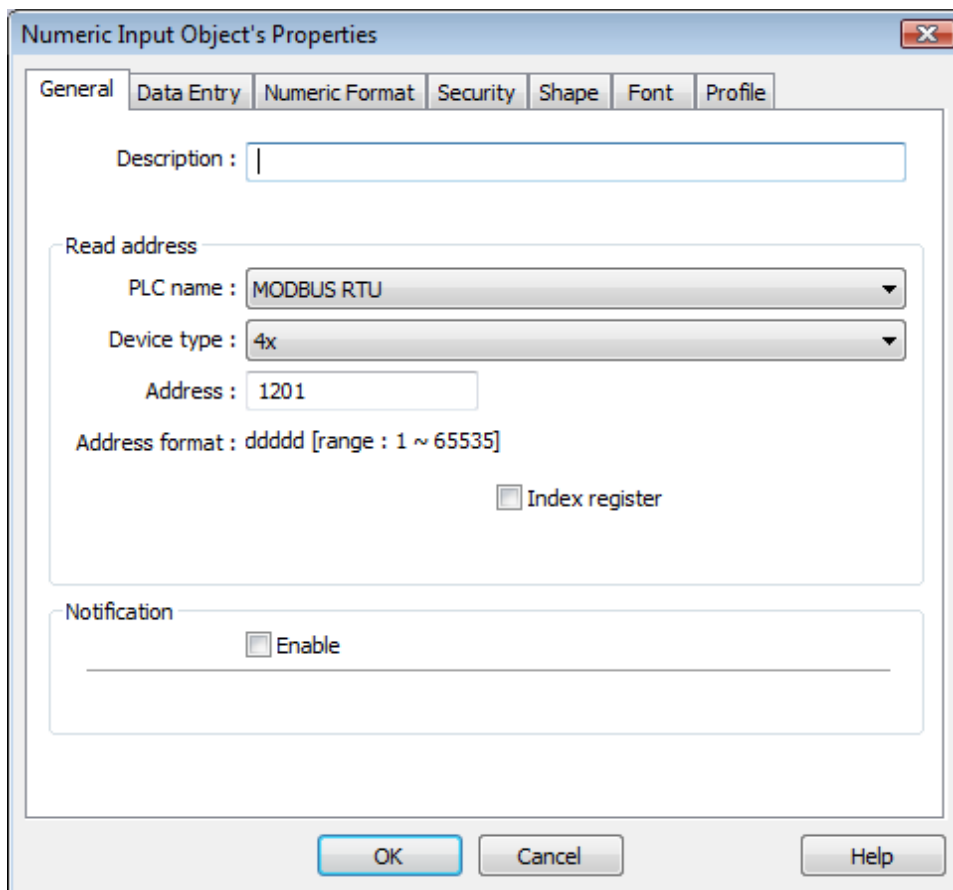 Numeric Input Object's Properties
General Data Entry Numeric Format Security Shape Font Profile
Description :
Read address
PLC name : MODBUS RTU
Device type : 4x
Address : 1201
Address format : ddddd [range : 1 ~ 65535]
Index register
Notification
Enable
OK Cancel Help